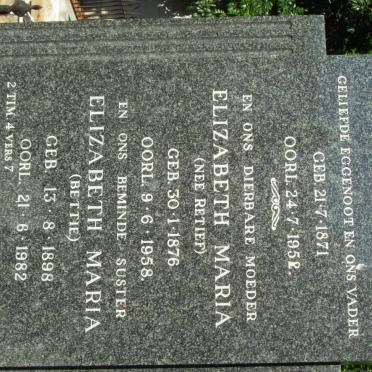 GELIEFDE EGGENOOT EN ONS VADER
GEB. 21·7·1871
OORL. 24·7·1952.
EN ONS DIERBARE MOEDER
ELIZABETH MARIA
(NEE RETIEF)
GEB. 30·1·1876
OORL. 9·6·1958.
EN ONS BEMINDE SUSTER
ELIZABETH MARIA
(BETTIE)
GEB. 13·8·1898
OORL. 21·6·1982
2 TIM. 4 VERS 7